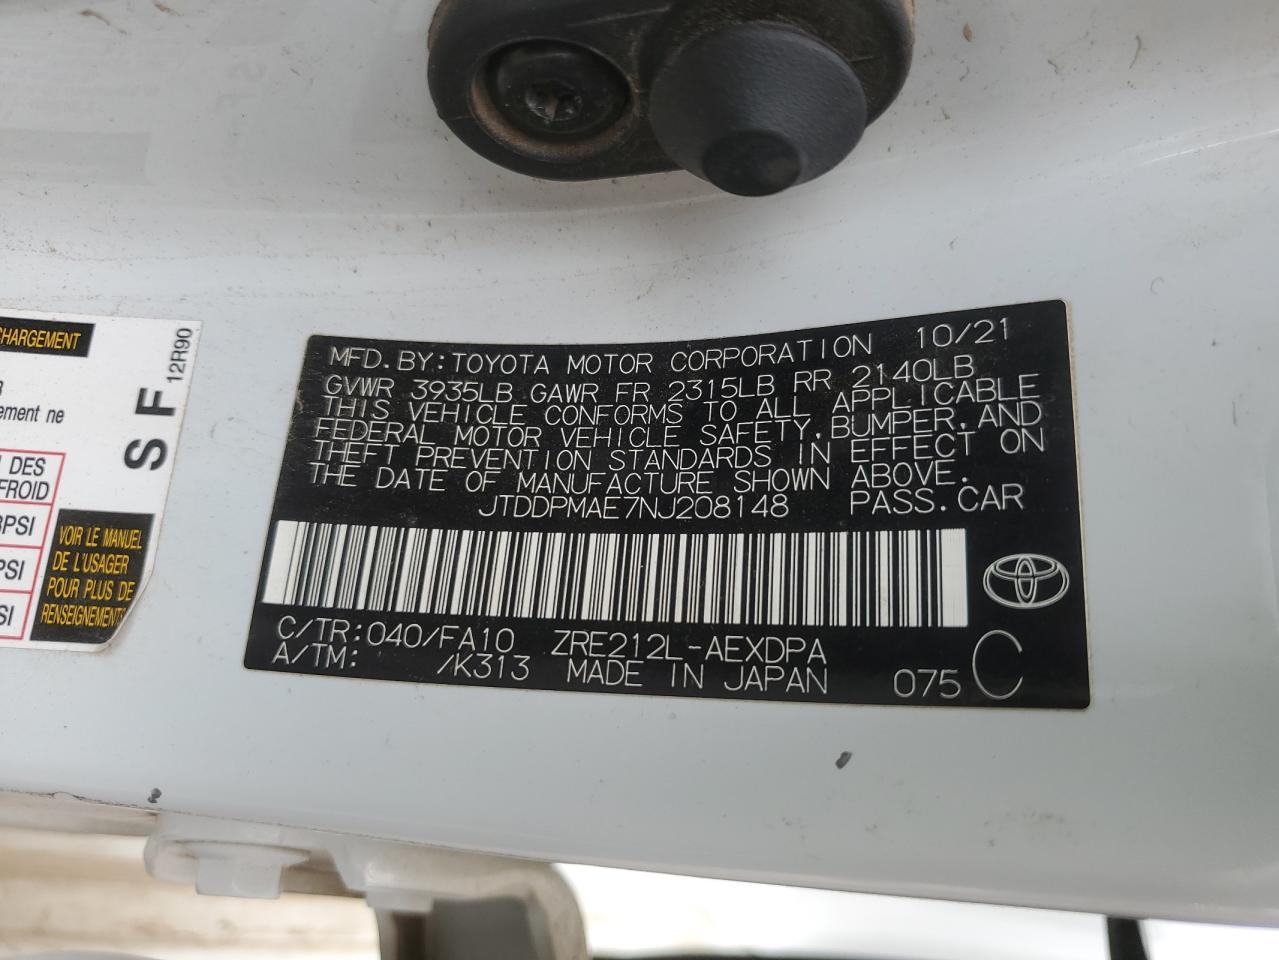 MFD.BY:TOYOTA MOTOR CORPORATION 10/21
GVWR 3935LB GAWR FR 2315LB RR 2140LB
THIS VEHICLE CONFORMS TO ALL APPLICABLE
FEDERAL MOTOR VEHICLE SAFETY,BUMPER,AND
THEFT PREVENTION STANDARDS IN EFFECT ON
THE DATE OF MANUFACTURE SHOWN ABOVE.
JTDDPMAE7NJ208148 PASS.CAR
C/TR:040/FA10 ZRE212L-AEXDPA
A/TM: /K313 MADE IN JAPAN 075 C
CHARGEMENT
ement ne
DES
FROID
PSI
PSI
SI
VOIR LE MANUEL
DE L'USAGER
POUR PLUS DE
RENSEIGNEMENTS
S F
12R90